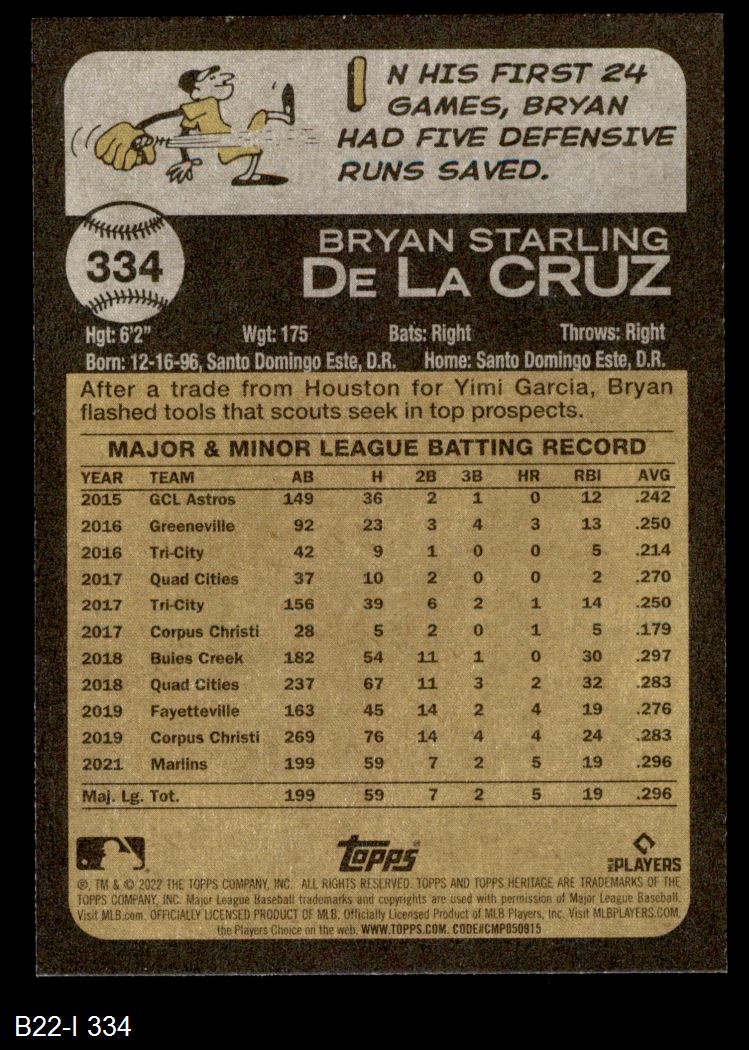 IN HIS FIRST 24
GAMES, BRYAN
HAD FIVE DEFENSIVE
RUNS SAVED.
334
BRYAN STARLING
DE LA CRUZ
Hgt: 6'2" Wgt: 175 Bats: Right Throws: Right
Born: 12-16-96, Santo Domingo Este, D.R. Home: Santo Domingo Este, D.R.
After a trade from Houston for Yimi Garcia, Bryan
flashed tools that scouts seek in top prospects.
MAJOR & MINOR LEAGUE BATTING RECORD
YEAR TEAM AB H 2B 3B HR RBI AVG
2015 GCL Astros 149 36 2 1 0 12 .242
2016 Greeneville 92 23 3 4 3 13 .250
2016 Tri-City 42 9 1 0 0 5 .214
2017 Quad Cities 37 10 2 0 0 2 .270
2017 Tri-City 156 39 6 2 1 14 .250
2017 Corpus Christi 28 5 2 0 1 5 .179
2018 Buies Creek 182 54 11 1 0 30 .297
2018 Quad Cities 237 67 11 3 2 32 .283
2019 Fayetteville 163 45 14 2 4 19 .276
2019 Corpus Christi 269 76 14 4 4 24 .283
2021 Marlins 199 59 7 2 5 19 .296
Maj. Lg. Tot. 199 59 7 2 5 19 .296
Topps
PLAYERS
®, TM & © 2022 THE TOPPS COMPANY, INC. ALL RIGHTS RESERVED. TOPPS AND TOPPS HERITAGE ARE TRADEMARKS OF THE
TOPPS COMPANY, INC. Major League Baseball trademarks and copyrights are used with permission of Major League Baseball.
Visit MLB.com. OFFICIALLY LICENSED PRODUCT OF MLB. Officially Licensed Product of MLB Players, Inc. Visit MLBPLAYERS.COM,
the Players Choice on the web. WWW.TOPPS.COM. CODE#CMP050915
B22-I 334